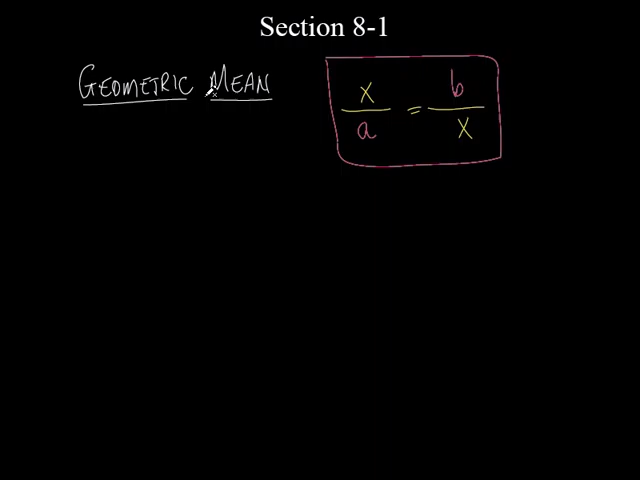 Section 8-1
GEOMETRIC MEAN
x/a = b/x